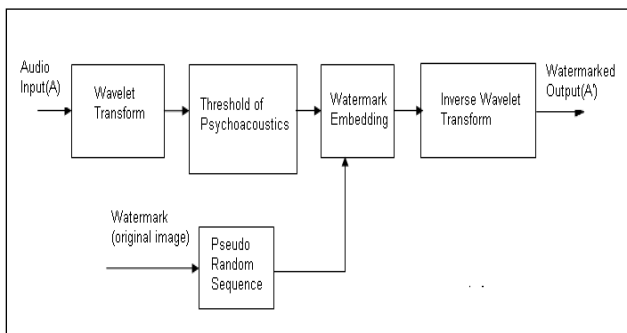 Audio
Input(A)
Wavelet
Transform
Threshold of
Psychoacoustics
Watermark
Embedding
Inverse Wavelet
Transform
Watermarked
Output(A')
Watermark
(original image)
Pseudo
Random
Sequence